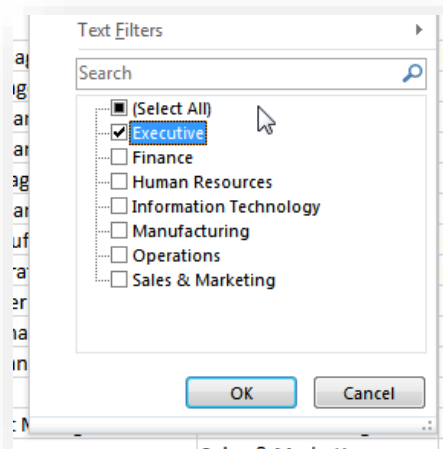 Text Filters
Search
(Select All)
Executive
Finance
Human Resources
Information Technology
Manufacturing
Operations
Sales & Marketing
OK Cancel